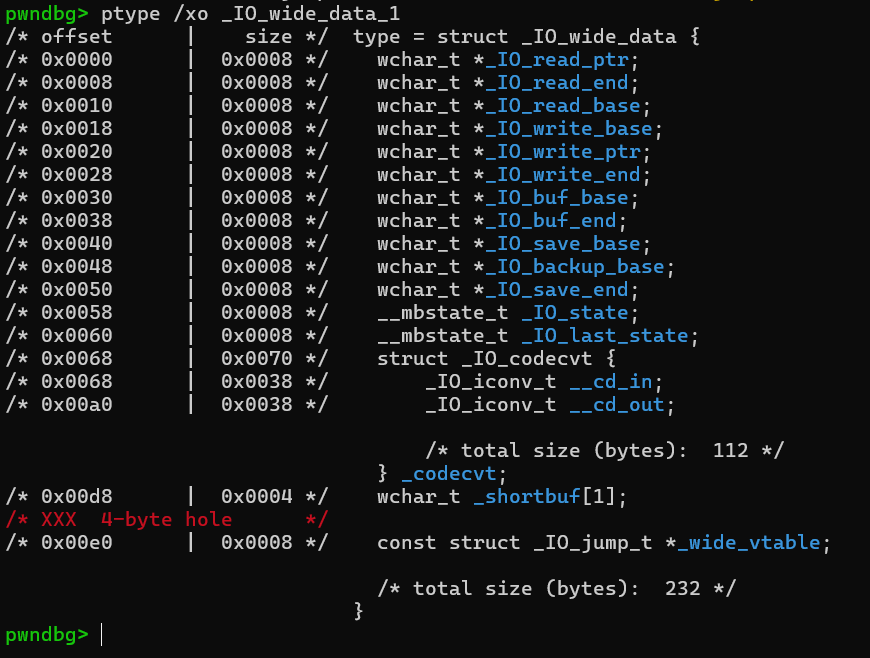 pwndbg> ptype /xo _IO_wide_data_1
/* offset      |    size */  type = struct _IO_wide_data {
/* 0x0000      |  0x0008 */    wchar_t *_IO_read_ptr;
/* 0x0008      |  0x0008 */    wchar_t *_IO_read_end;
/* 0x0010      |  0x0008 */    wchar_t *_IO_read_base;
/* 0x0018      |  0x0008 */    wchar_t *_IO_write_base;
/* 0x0020      |  0x0008 */    wchar_t *_IO_write_ptr;
/* 0x0028      |  0x0008 */    wchar_t *_IO_write_end;
/* 0x0030      |  0x0008 */    wchar_t *_IO_buf_base;
/* 0x0038      |  0x0008 */    wchar_t *_IO_buf_end;
/* 0x0040      |  0x0008 */    wchar_t *_IO_save_base;
/* 0x0048      |  0x0008 */    wchar_t *_IO_backup_base;
/* 0x0050      |  0x0008 */    wchar_t *_IO_save_end;
/* 0x0058      |  0x0008 */    __mbstate_t _IO_state;
/* 0x0060      |  0x0008 */    __mbstate_t _IO_last_state;
/* 0x0068      |  0x0070 */    struct _IO_codecvt {
/* 0x0068      |  0x0038 */        _IO_iconv_t __cd_in;
/* 0x00a0      |  0x0038 */        _IO_iconv_t __cd_out;
/* total size (bytes):  112 */
} _codecvt;
/* 0x00d8      |  0x0004 */    wchar_t _shortbuf[1];
/* XXX  4-byte hole      */
/* 0x00e0      |  0x0008 */    const struct _IO_jump_t *_wide_vtable;
/* total size (bytes):  232 */
}
pwndbg>